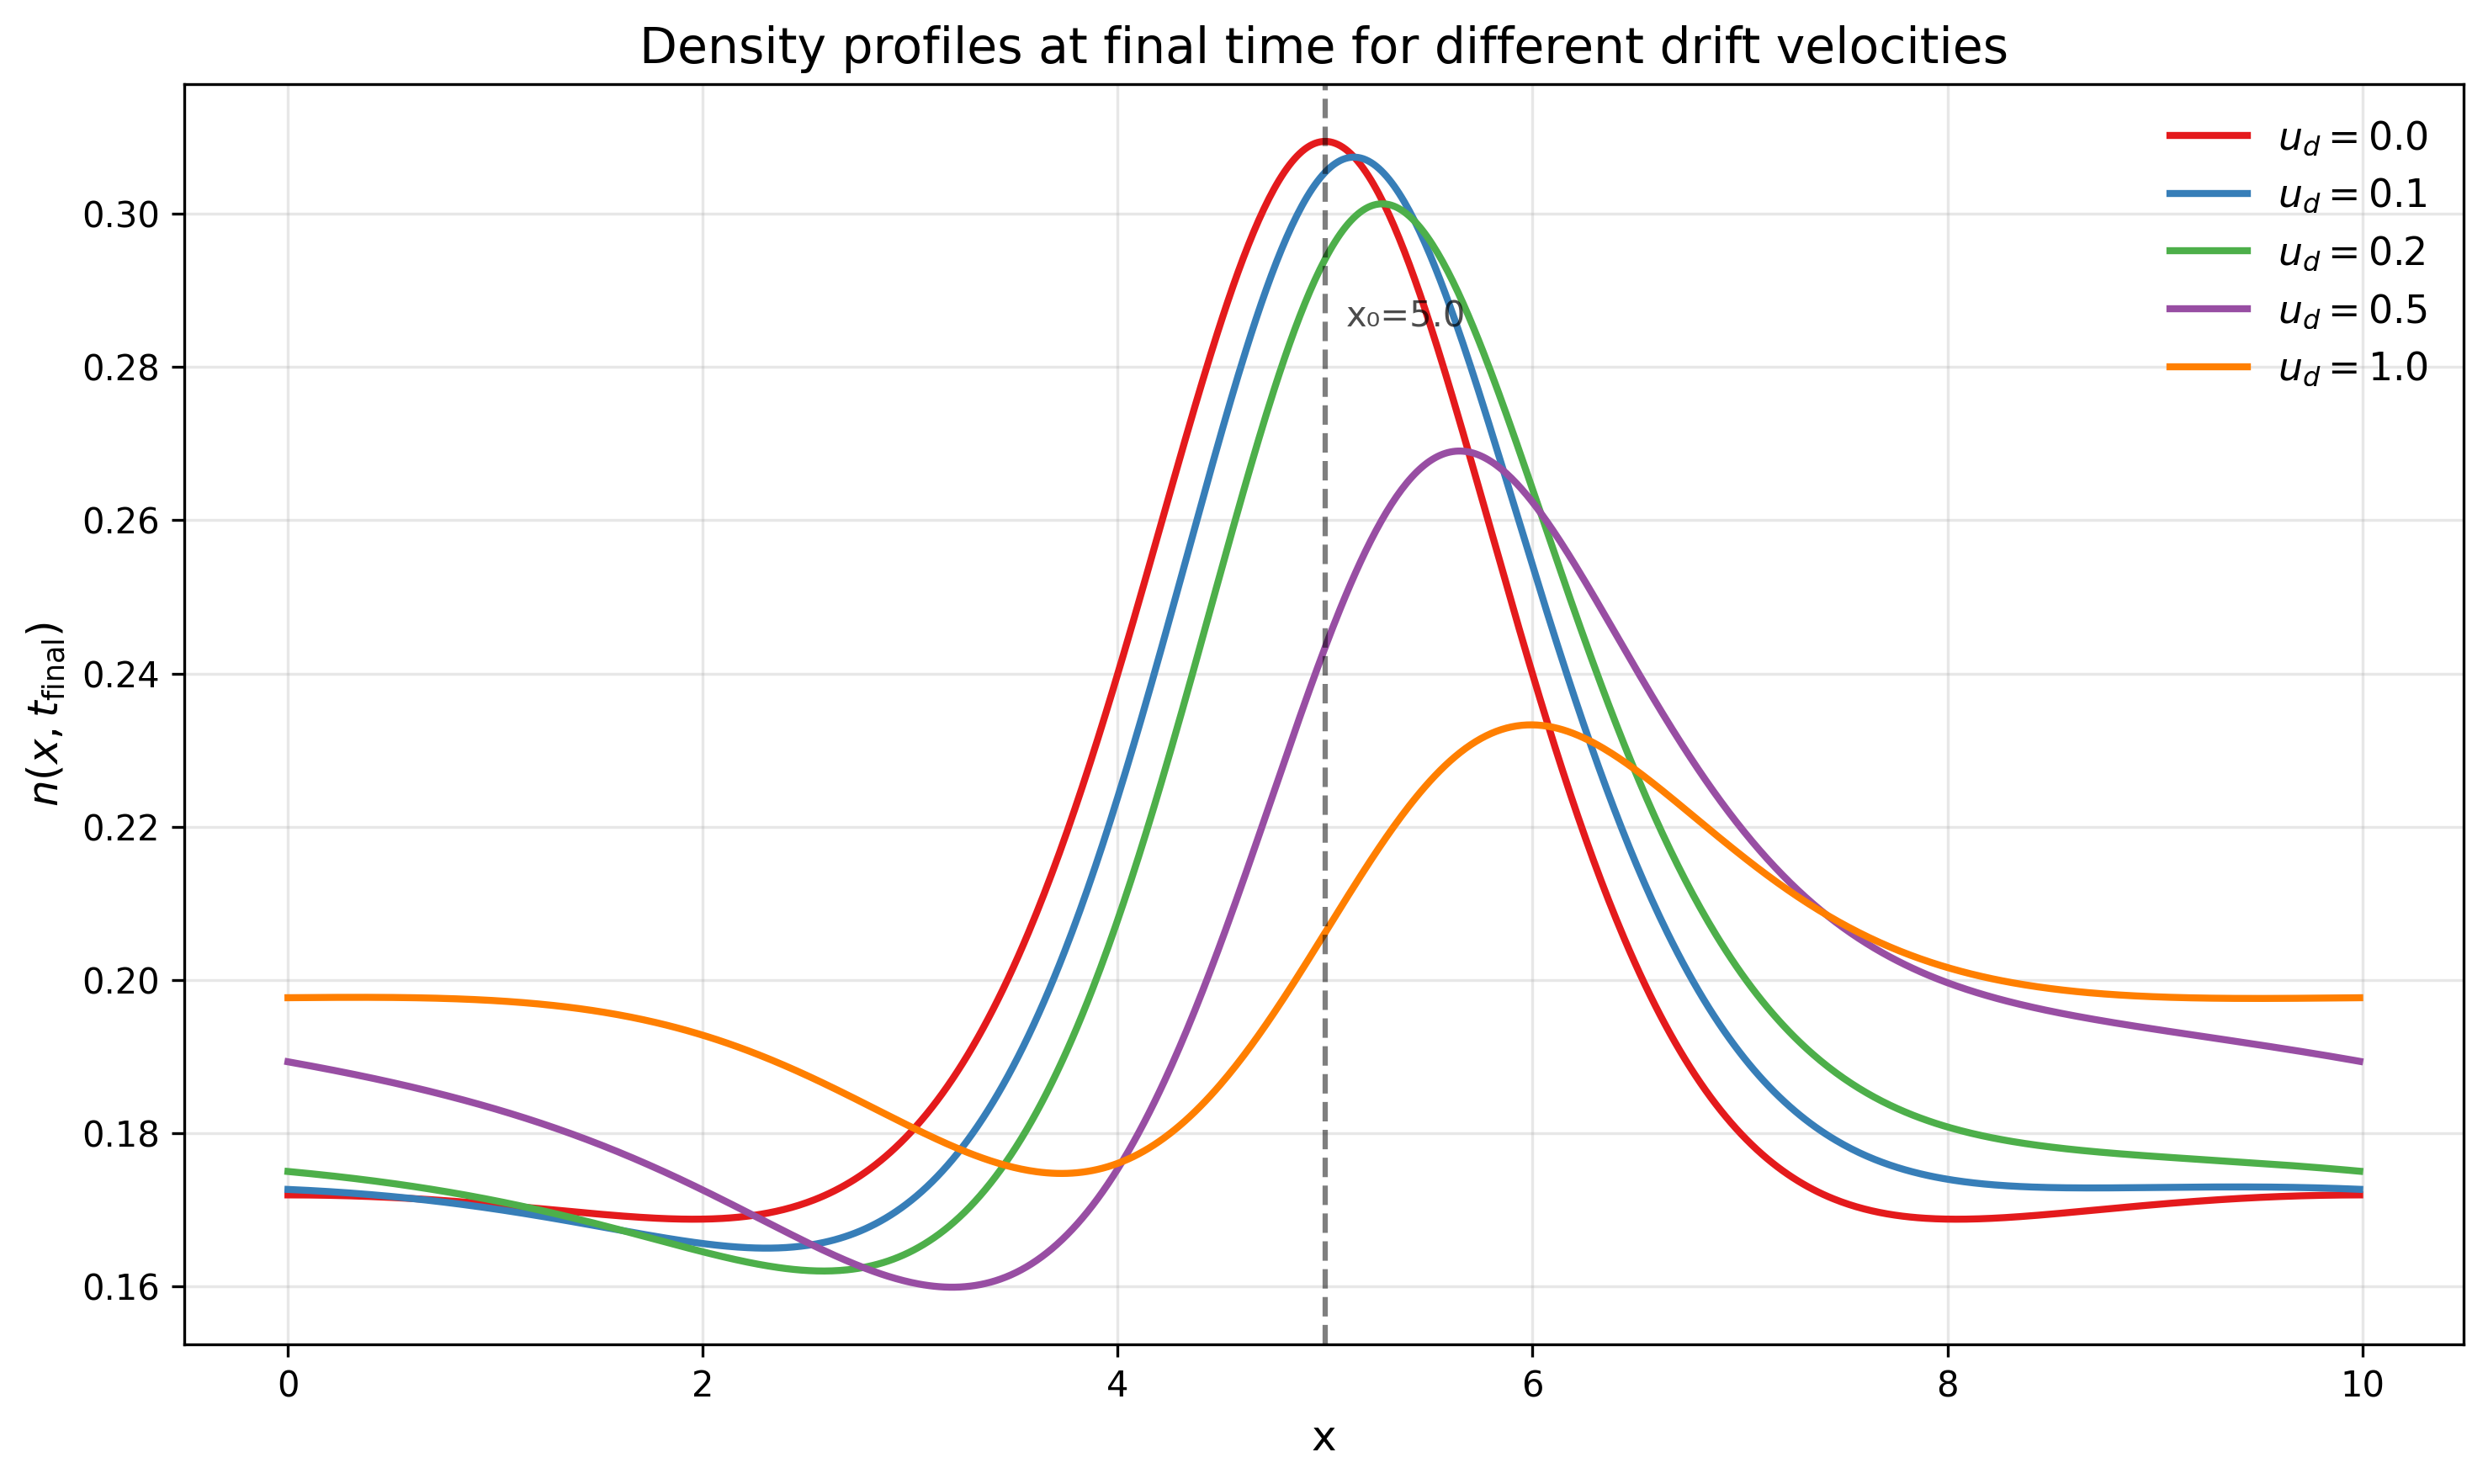 Density profiles at final time for different drift velocities
u_d = 0.0
u_d = 0.1
u_d = 0.2
u_d = 0.5
u_d = 1.0
x₀=5.0
0.30
0.28
0.26
0.24
0.22
0.20
0.18
0.16
n(x, t_final)
0 2 4 6 8 10
x